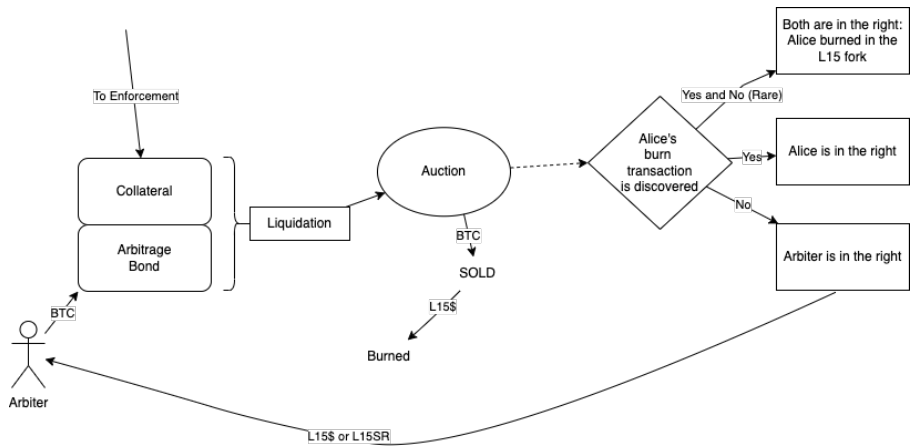 To Enforcement
Collateral
Arbitrage
Bond
BTC
Arbiter
Liquidation
Auction
BTC
SOLD
L15$
Burned
Alice's
burn
transaction
is discovered
Yes and No (Rare)
Yes
No
Both are in the right:
Alice burned in the
L15 fork
Alice is in the right
Arbiter is in the right
L15$ or L15SR